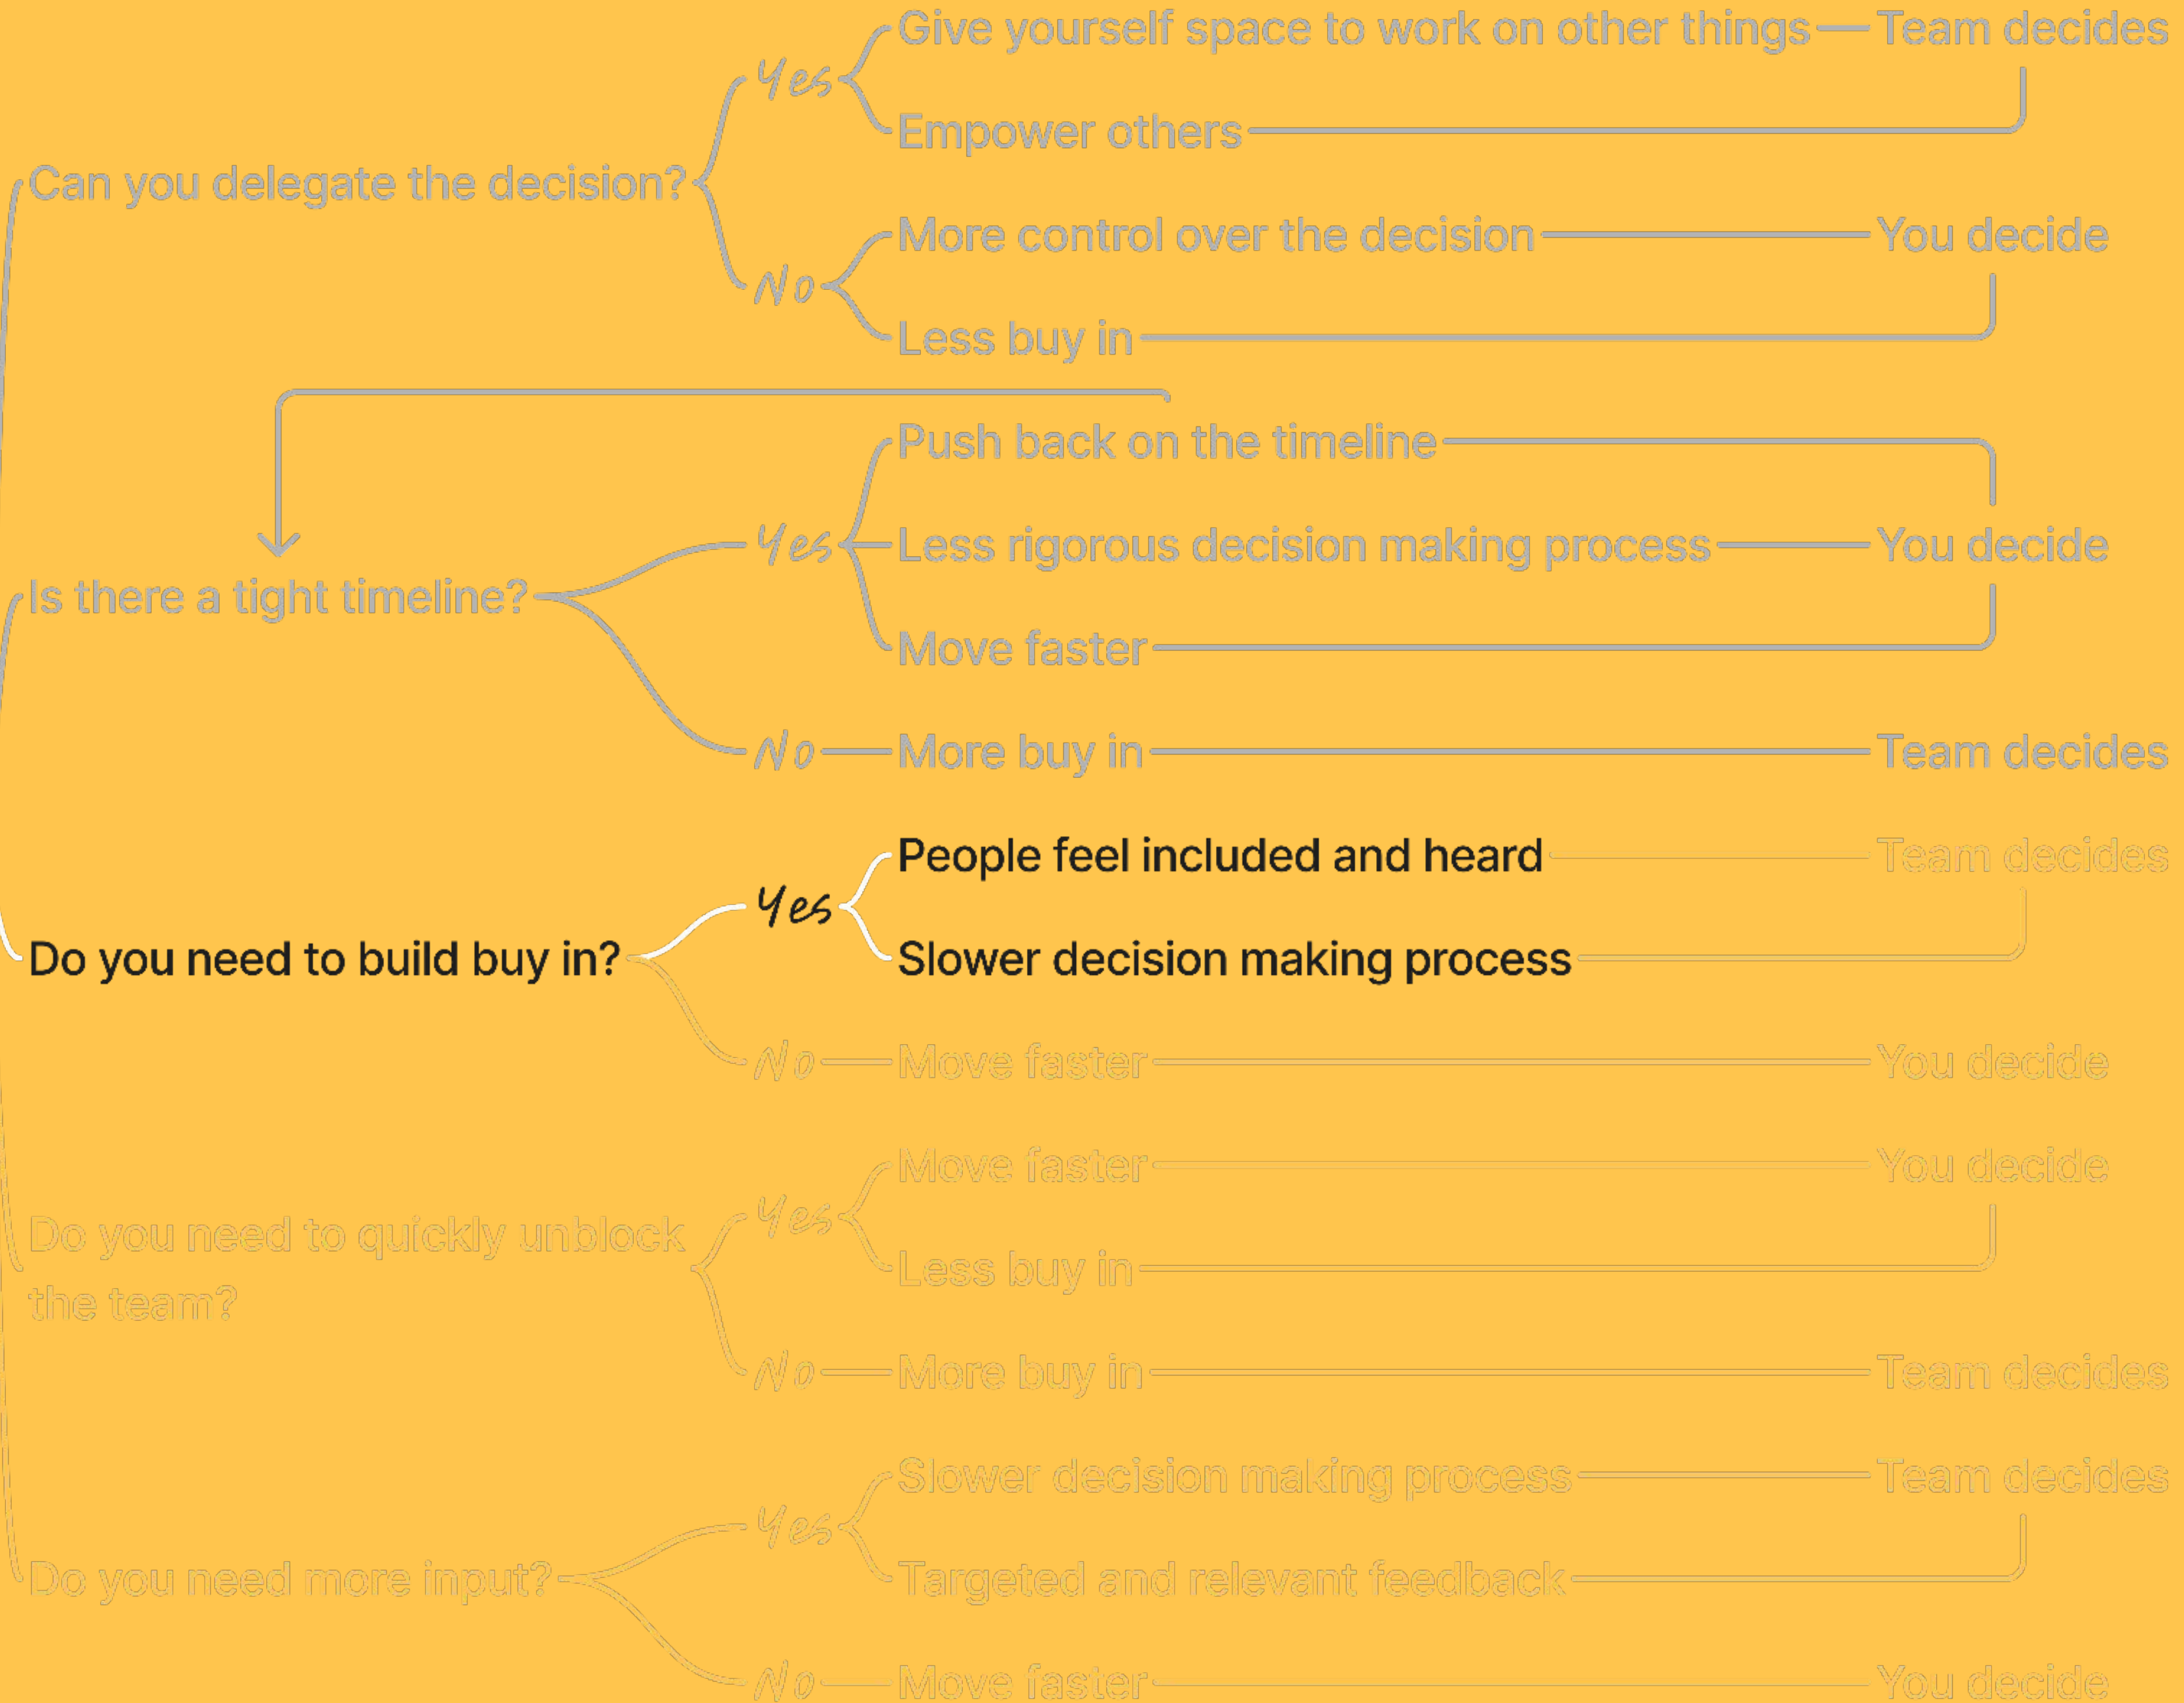 Give yourself space to work on other things Team decides
Yes
Empower others
Can you delegate the decision?
More control over the decision You decide
No
Less buy in
Push back on the timeline
Yes Less rigorous decision making process You decide
Is there a tight timeline?
Move faster
No More buy in Team decides
People feel included and heard Team decides
Yes
Do you need to build buy in? Slower decision making process
No Move faster You decide
Move faster You decide
Yes
Do you need to quickly unblock
the team?
Less buy in
No More buy in Team decides
Slower decision making process Team decides
Yes
Do you need more input? Targeted and relevant feedback
No Move faster You decide